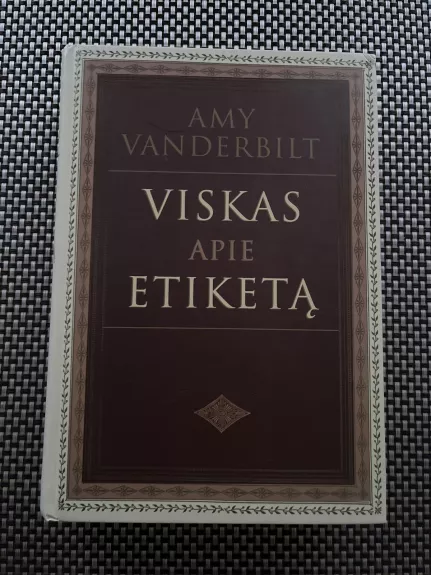 AMY
VANDERBILT
VISKAS
APIE
ETIKETĄ